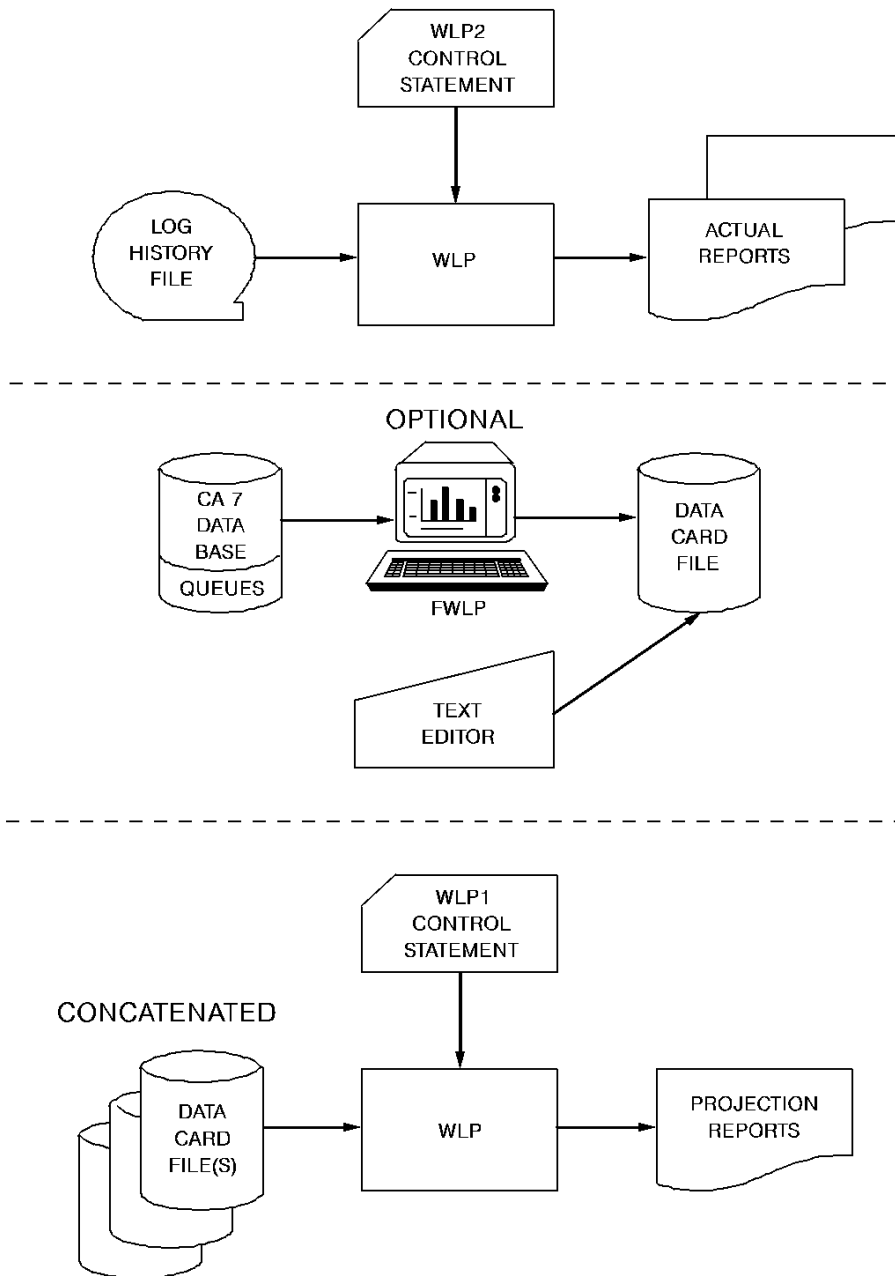 WLP2
CONTROL
STATEMENT
LOG
HISTORY
FILE
WLP
ACTUAL
REPORTS
OPTIONAL
CA 7
DATA
BASE
QUEUES
FWLP
DATA
CARD
FILE
TEXT
EDITOR
WLP1
CONTROL
STATEMENT
CONCATENATED
DATA
CARD
FILE(S)
WLP
PROJECTION
REPORTS